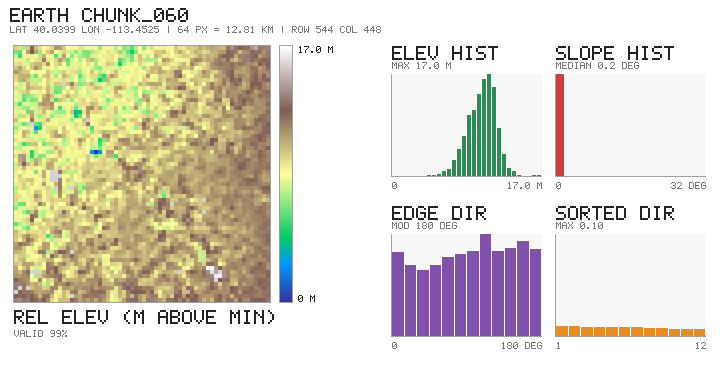 EARTH CHUNK_060
LAT 40.0399 LON -113.4525 | 64 PX = 12.81 KM | ROW 544 COL 448
17.0 M
0 M
REL ELEV (M ABOVE MIN)
VALID 99%
ELEV HIST
MAX 17.0 M
0 17.0 M
SLOPE HIST
MEDIAN 0.2 DEG
0 32 DEG
EDGE DIR
MOD 180 DEG
0 180 DEG
SORTED DIR
MAX 0.10
1 12